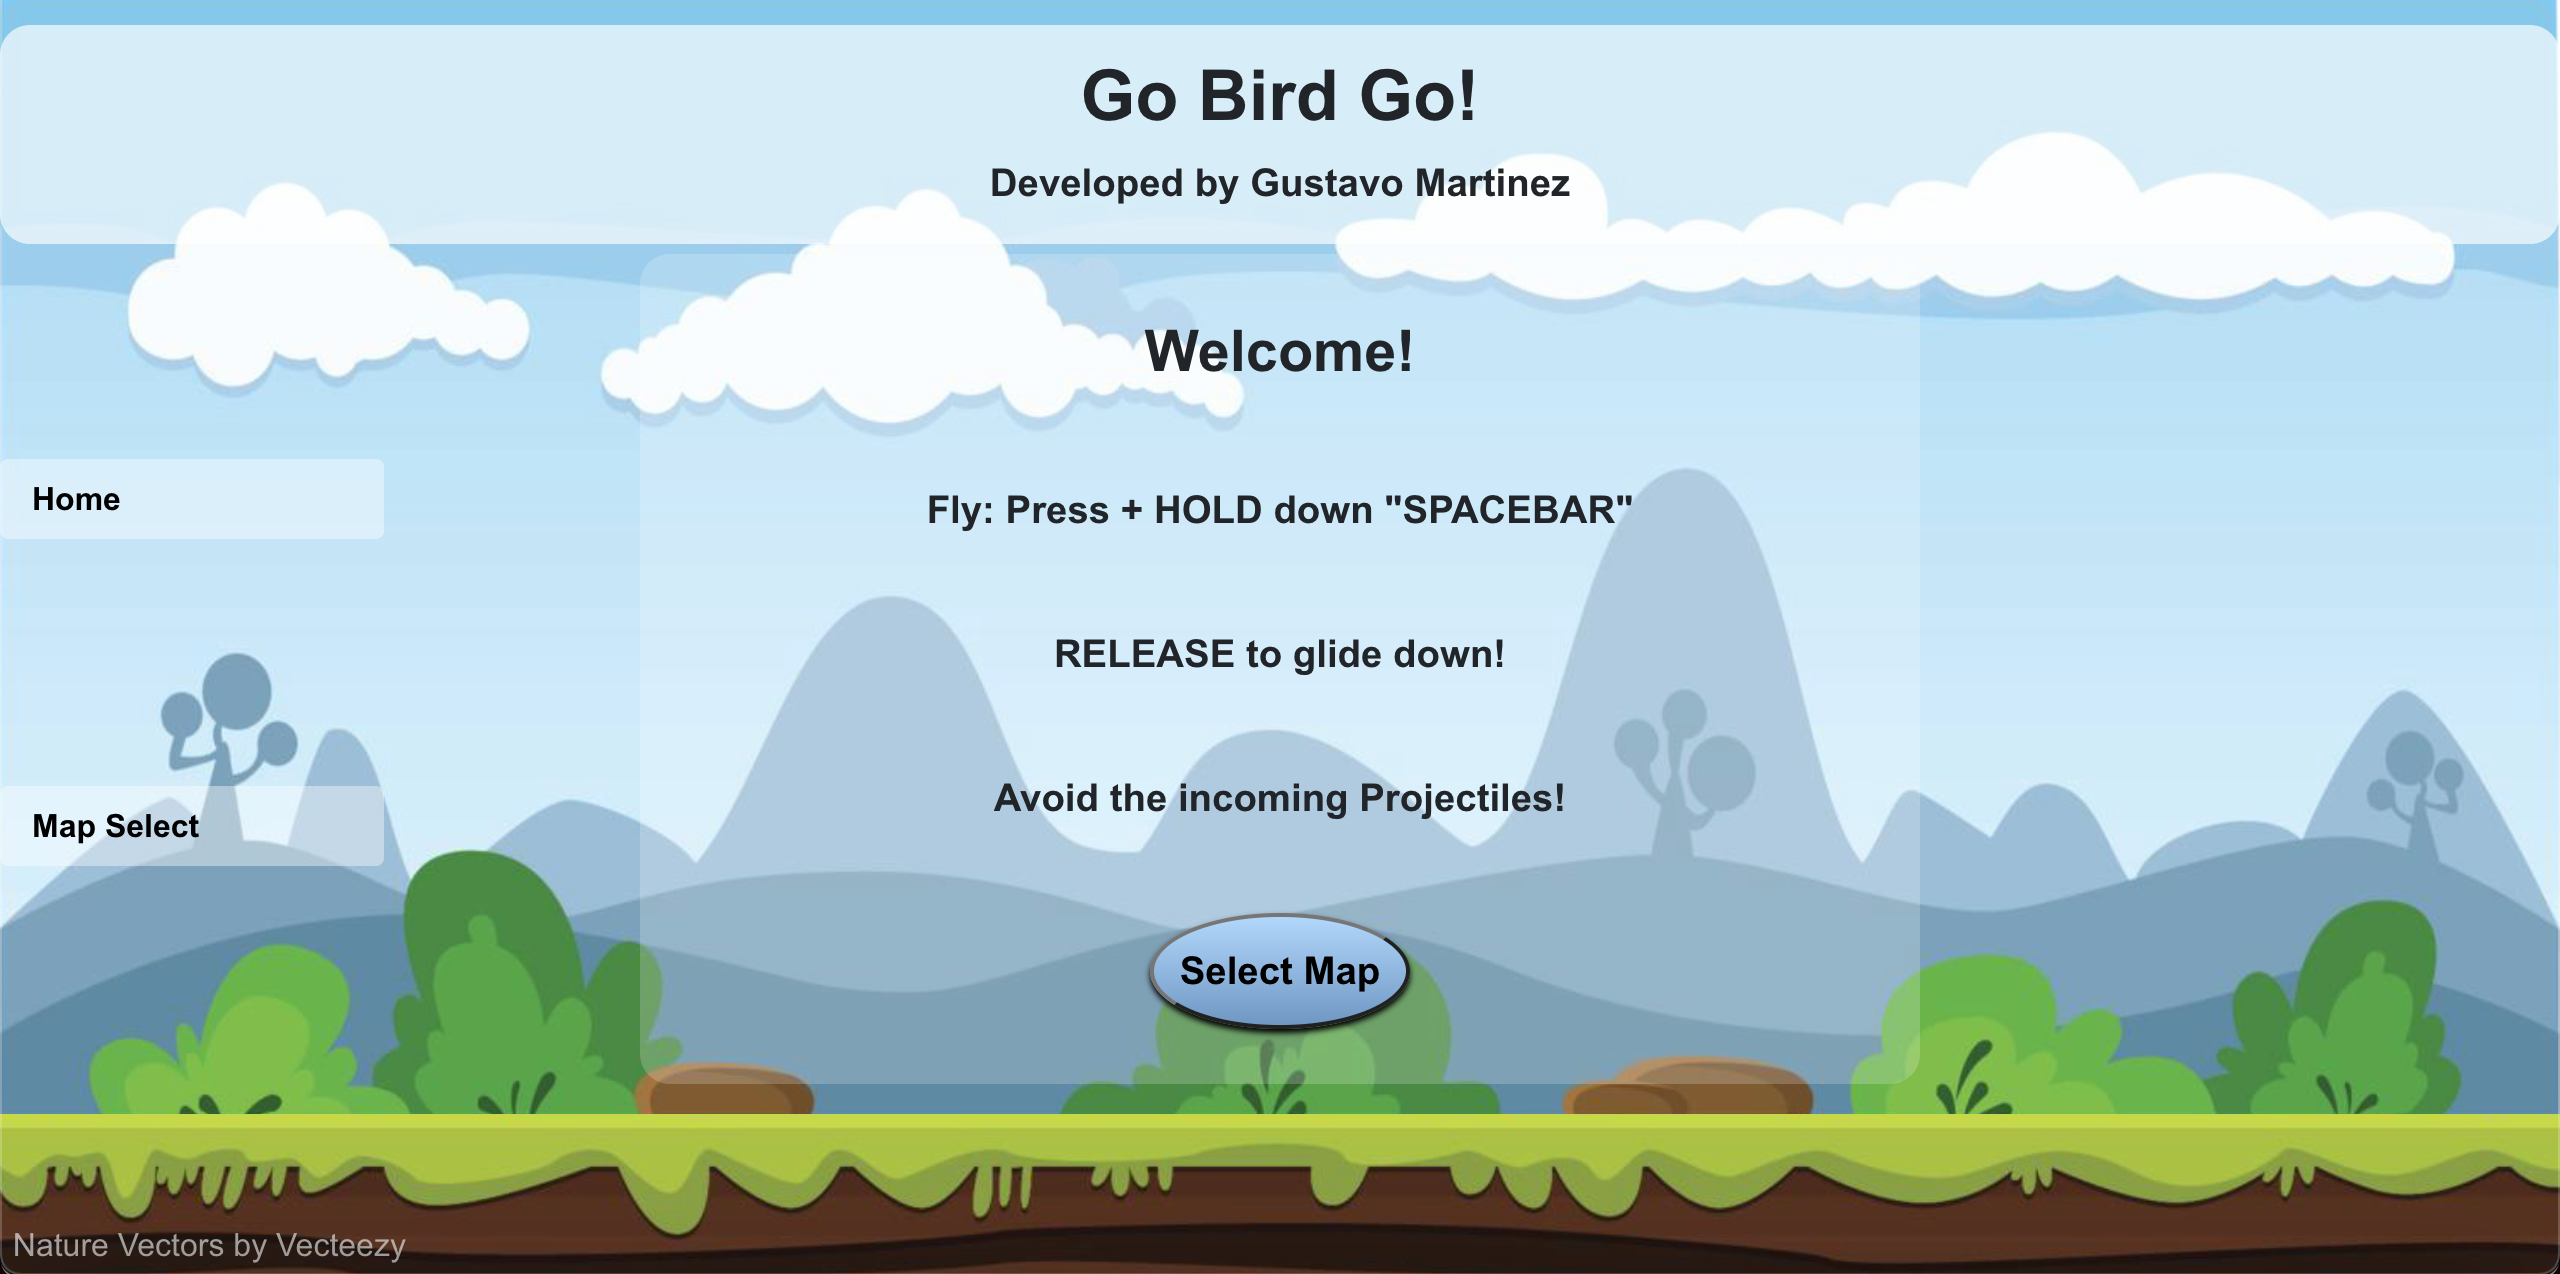 Go Bird Go!
Developed by Gustavo Martinez
Welcome!
Home
Fly: Press + HOLD down "SPACEBAR"
RELEASE to glide down!
Map Select
Avoid the incoming Projectiles!
Select Map
Nature Vectors by Vecteezy